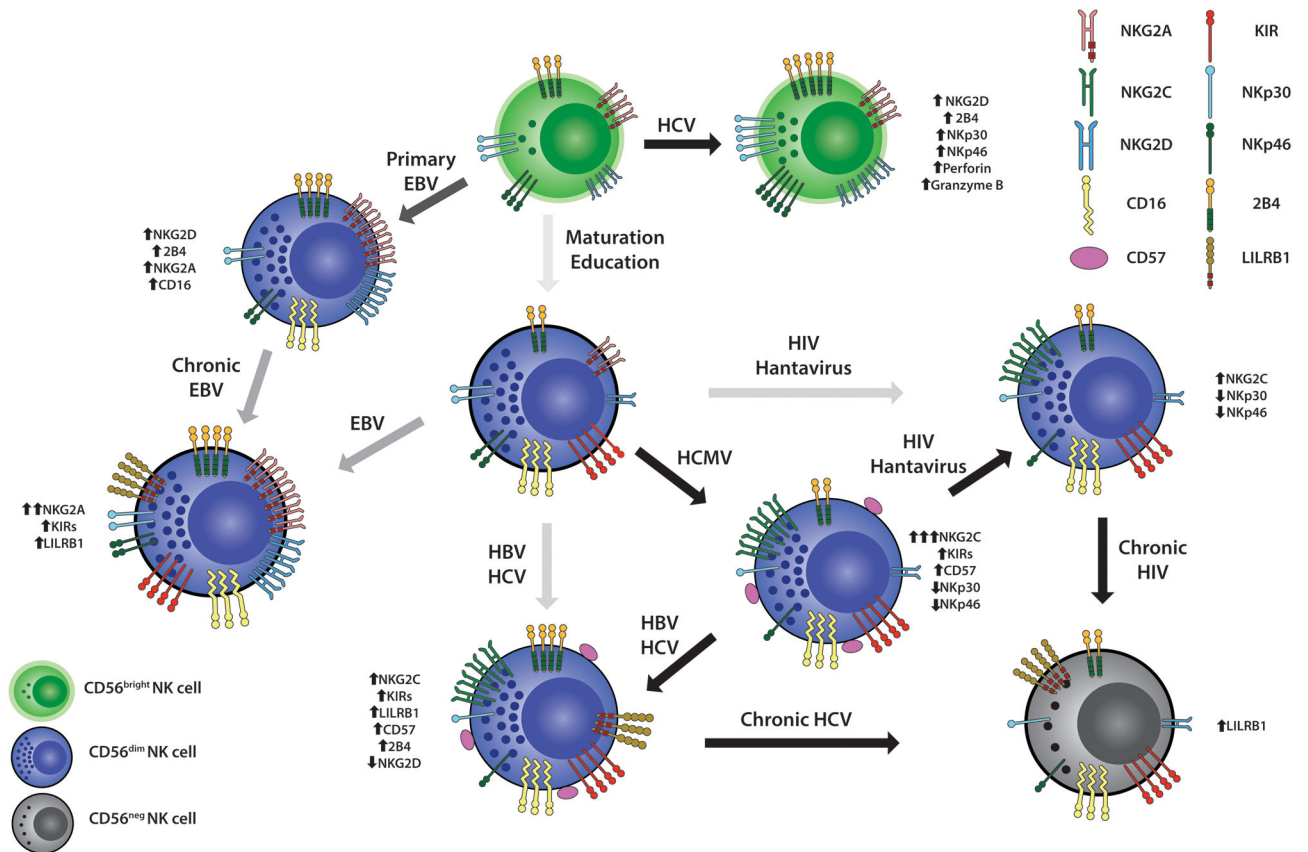 NKG2A
KIR
NKG2C
NKp30
NKG2D
NKp46
CD16
2B4
CD57
LILRB1
HCV
⬆NKG2D
⬆2B4
⬆NKp30
⬆NKp46
⬆Perforin
⬆Granzyme B
Primary
EBV
⬆NKG2D
⬆2B4
⬆NKG2A
⬆CD16
Maturation
Education
Chronic
EBV
EBV
HIV
Hantavirus
⬆NKG2C
⬇NKp30
⬇NKp46
HCMV
HIV
Hantavirus
⬆⬆NKG2A
⬆KIRs
⬆LILRB1
HBV
HCV
⬆⬆⬆NKG2C
⬆KIRs
⬆CD57
⬇NKp30
⬇NKp46
Chronic
HIV
HBV
HCV
⬆NKG2C
⬆KIRs
⬆LILRB1
⬆CD57
⬆2B4
⬇NKG2D
Chronic HCV
⬆LILRB1
CD56bright NK cell
CD56dim NK cell
CD56neg NK cell